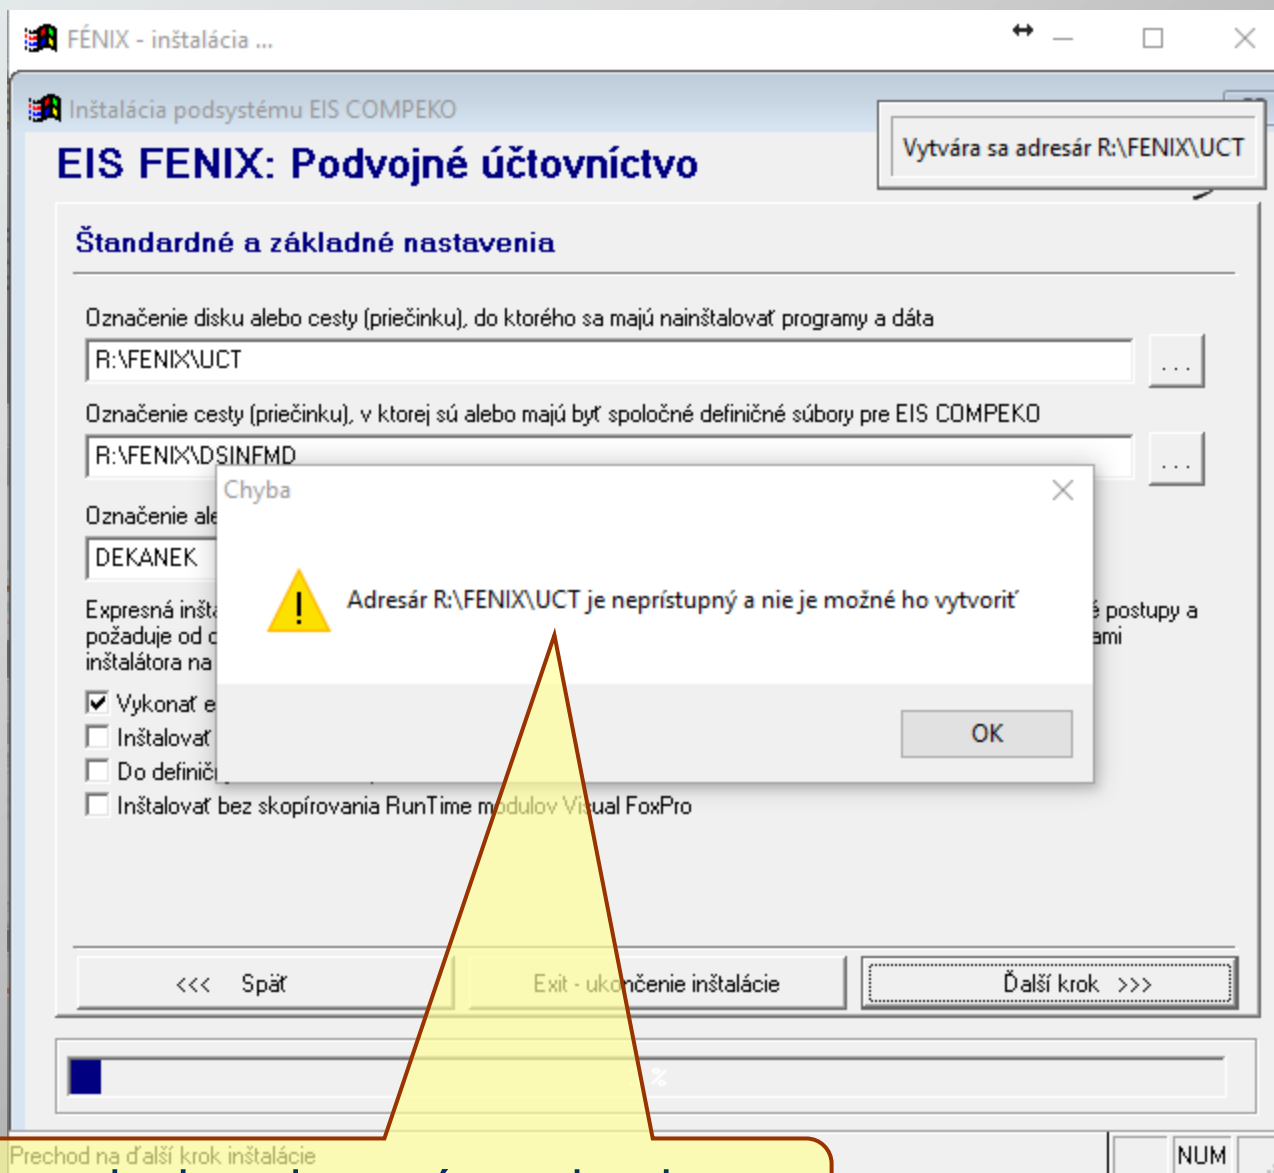 FÉNIX - inštalácia ...
Inštalácia podsystému EIS COMPEKO
Vytvára sa adresár R:\FENIX\UCT
EIS FENIX: Podvojné účtovníctvo
Štandardné a základné nastavenia
Označenie disku alebo cesty (priečinku), do ktorého sa majú nainštalovať programy a dáta
R:\FENIX\UCT
...
Označenie cesty (priečinku), v ktorej sú alebo majú byť spoločné definičné súbory pre EIS COMPEKO
R:\FENIX\DSINFMD
...
Chyba
Označenie
DEKANEK
Adresár R:\FENIX\UCT je neprístupný a nie je možné ho vytvoriť
Expresná
postupy a
požaduje od
inštalátora na
Vykonať
Inštalovať
OK
Do
Inštalovať bez skopírovania RunTime modulov Visual FoxPro
<<< Späť
Exit - ukončenie inštalácie
Ďalší krok >>>
%
Prechod na ďalší krok inštalácie
NUM